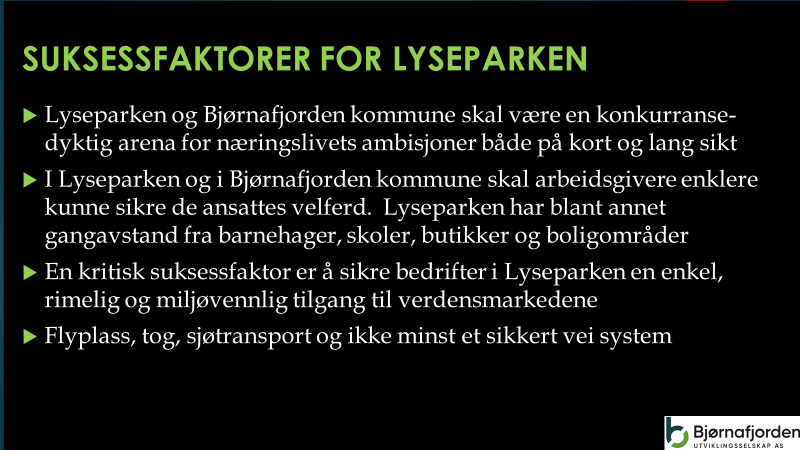 SUKSESSFAKTORER FOR LYSEPARKEN
Lyseparken og Bjørnafjorden kommune skal være en konkurranse-
dyktig arena for næringslivets ambisjoner både på kort og lang sikt
I Lyseparken og i Bjørnafjorden kommune skal arbeidsgivere enklere
kunne sikre de ansattes velferd. Lyseparken har blant annet
gangavstand fra barnehager, skoler, butikker og boligområder
En kritisk suksessfaktor er å sikre bedrifter i Lyseparken en enkel,
rimelig og miljøvennlig tilgang til verdensmarkedene
Flyplass, tog, sjøtransport og ikke minst et sikkert vei system
Bjørnafjorden
UTVIKLINGSSELSKAP AS